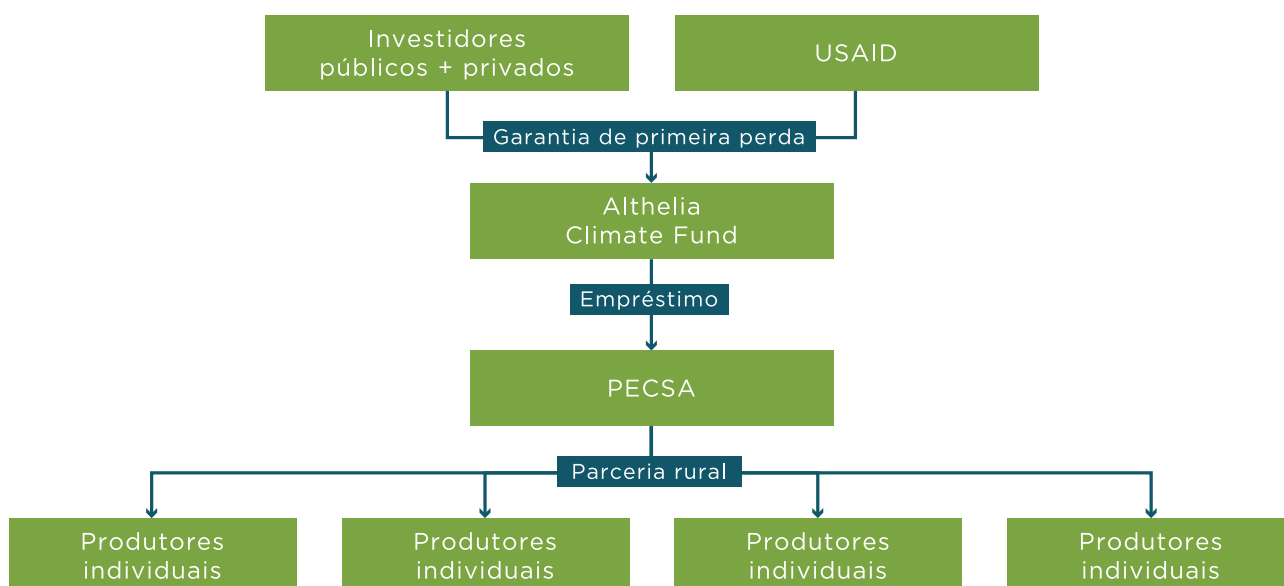 Investidores
públicos + privados
USAID
Garantia de primeira perda
Althelia
Climate Fund
Empréstimo
PECSA
Parceria rural
Produtores
individuais
Produtores
individuais
Produtores
individuais
Produtores
individuais